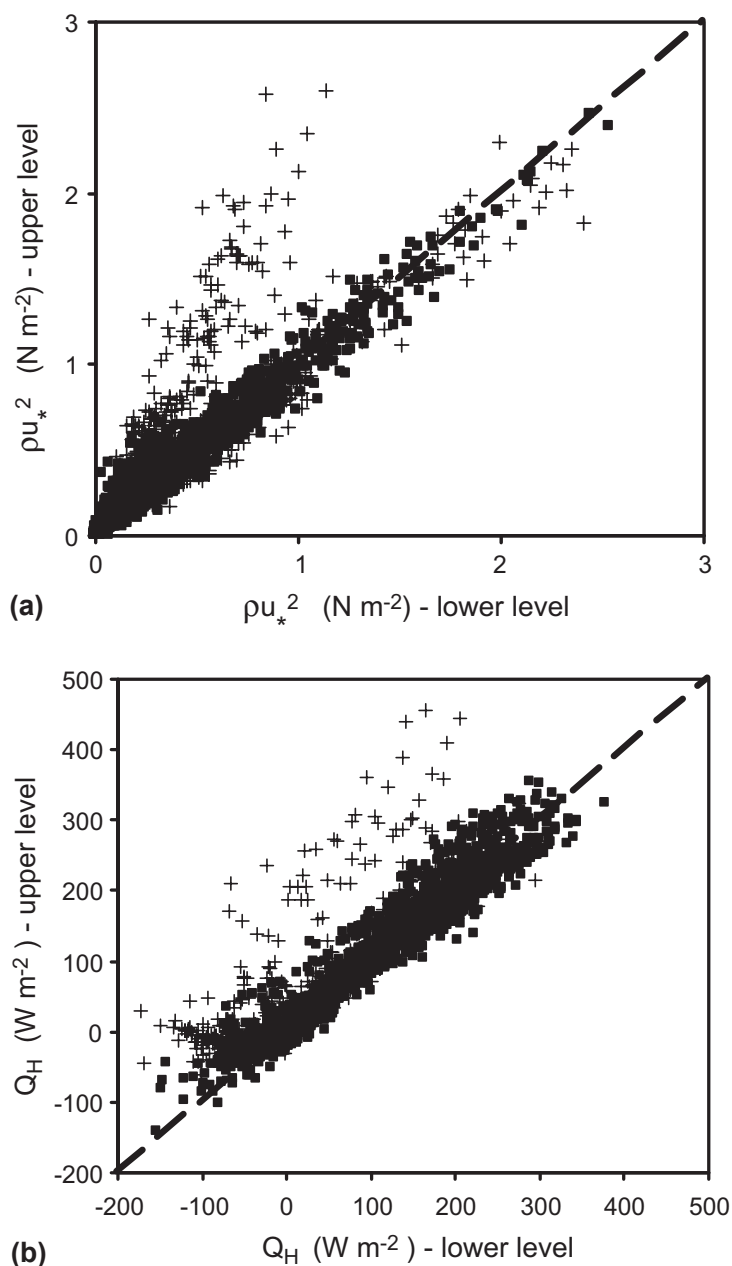 3
2
1
0
0 1 2 3
ρu*² (N m-2) - upper level
(a)
ρu*² (N m-2) - lower level
500
400
300
200
100
0
-100
-200
-200 -100 0 100 200 300 400 500
QH (W m-2) - upper level
(b)
QH (W m-2) - lower level